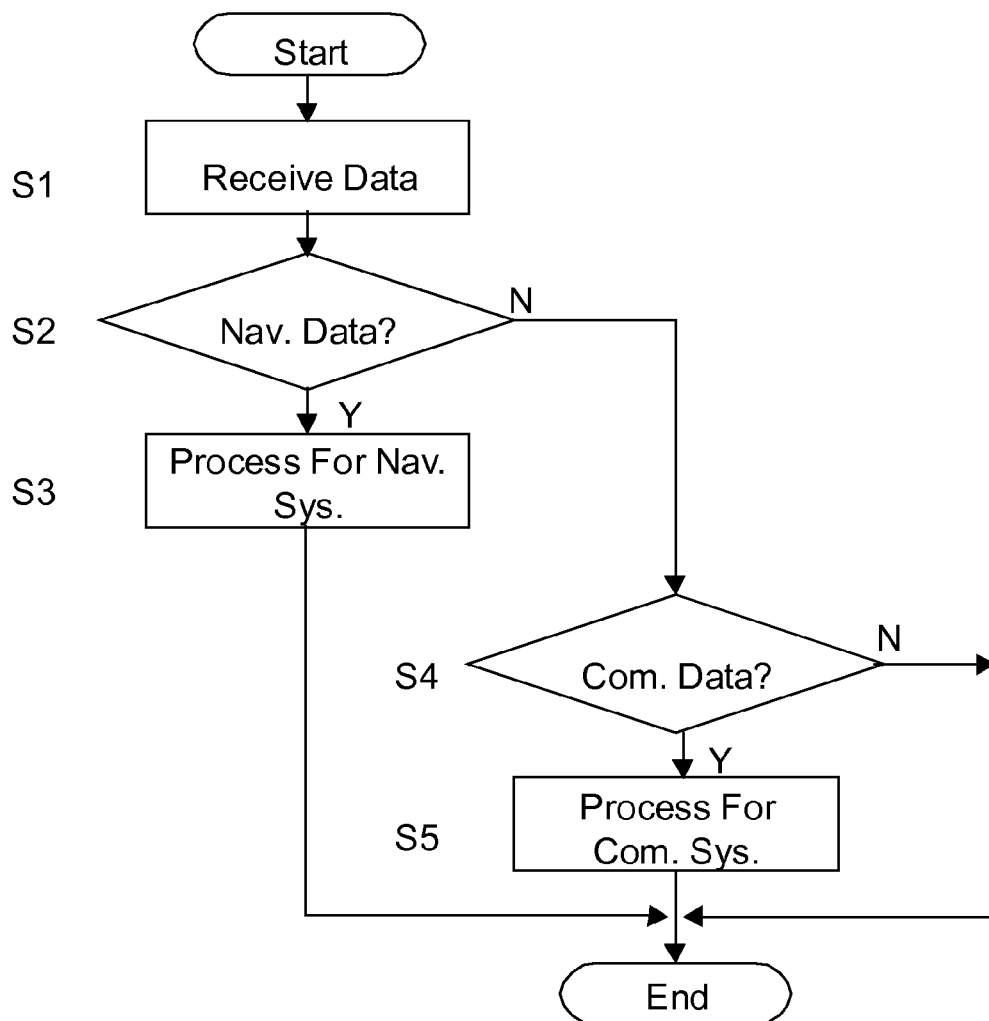 Start
S1
Receive Data
S2
Nav. Data?
N
Y
S3
Process For Nav.
Sys.
S4
Com. Data?
N
Y
S5
Process For
Com. Sys.
End